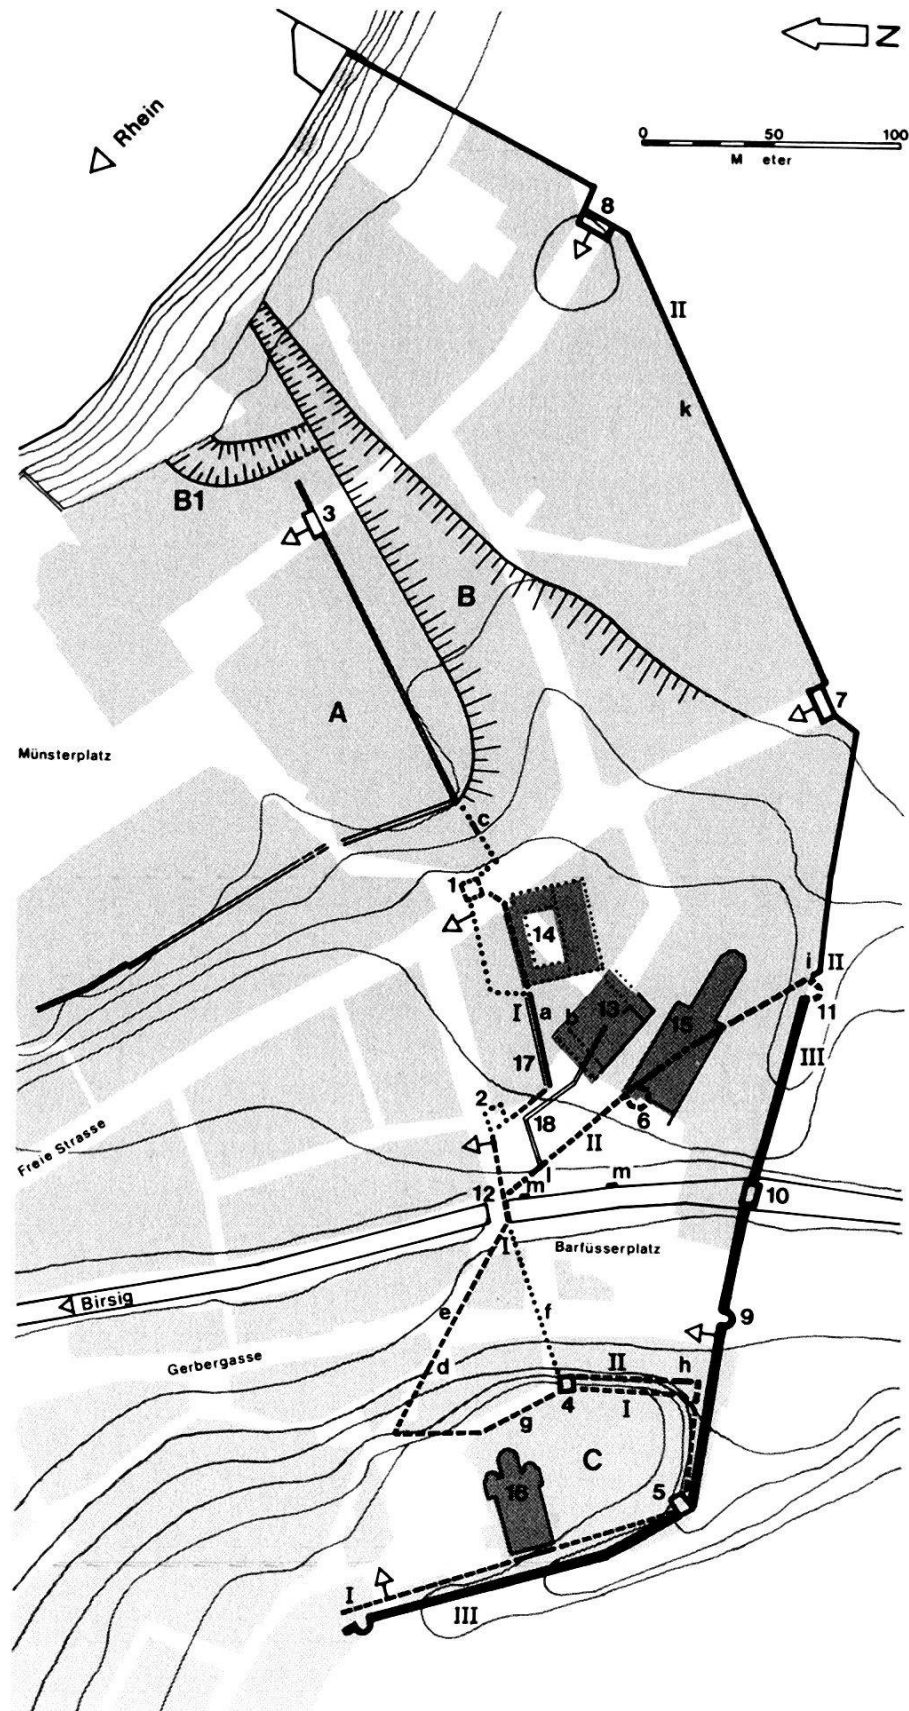 N
Rhein
0 50 100
M eter
8
II
k
B1
3
B
A
7
Münsterplatz
c
1
14
i
II
I
a
b
13
15
11
III
17
2
18
6
II
Freie Strasse
l
m
m
12
10
I
Barfüsserplatz
Birsig
e
f
9
Gerbergasse
d
II
h
4
I
g
C
16
5
I
III